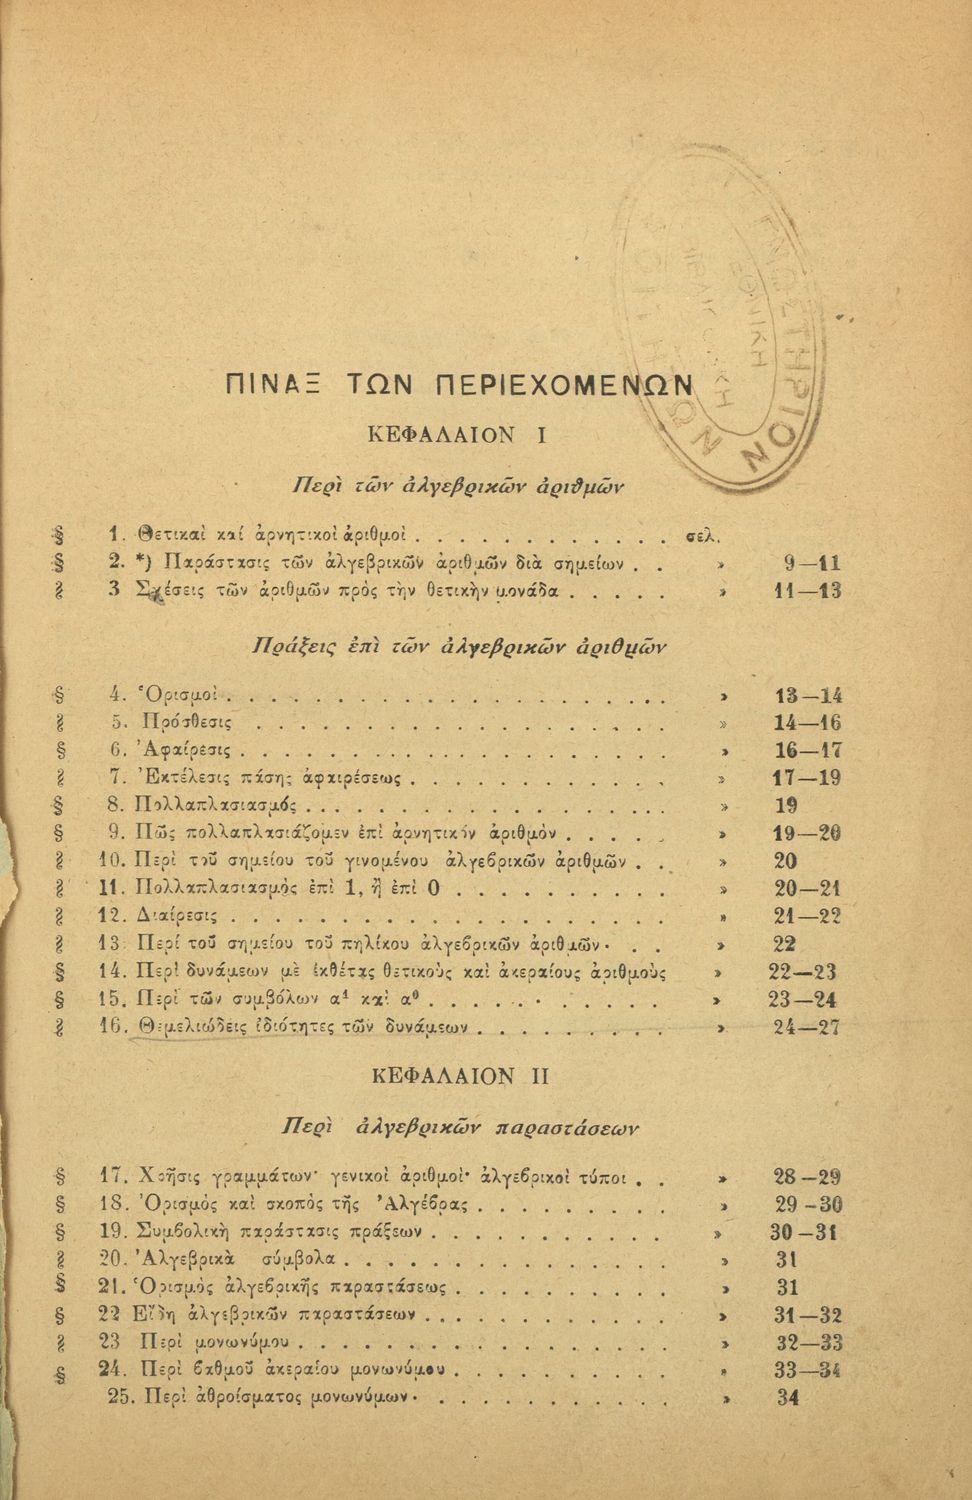 ΠΙΝΑΞ ΤΩΝ ΠΕΡΙΕΧΟΜΕΝΩΝ
ΚΕΦΑΛΑΙΟΝ Ι
Περὶ τῶν ἀλγεβρικῶν ἀριθμῶν
§ 1. Θετικαὶ καί ἀρνητικοὶ ἀριθμοὶ . . . . . . . . . . . . σελ.
§ 2. *) Παράστασις τῶν ἀλγεβρικῶν ἀριθμῶν διὰ σημείων . . » 9—11
§ 3 Σχέσεις τῶν ἀριθμῶν πρὸς τὴν θετικὴν μονάδα . . . . . » 11—13
Πράξεις ἐπὶ τῶν ἀλγεβρικῶν ἀριθμῶν
§ 4. Ὁρισμοὶ . . . . . . . . . . . . . . . . . . . » 13—14
§ 5. Πρόσθεσις . . . . . . . . . . . . . . . . . . » 14—16
§ 6. Ἀφαίρεσις . . . . . . . . . . . . . . . . . . » 16—17
§ 7. Ἐκτέλεσις πάσης ἀφαιρέσεως . . . . . . . . . . . » 17—19
§ 8. Πολλαπλασιασμός . . . . . . . . . . . . . . . . » 19
§ 9. Πῶς πολλαπλασιάζομεν ἐπὶ ἀρνητικὸν ἀριθμὸν . . . . . » 19—20
§ 10. Περὶ τοῦ σημείου τοῦ γινομένου ἀλγεβρικῶν ἀριθμῶν . . » 20
§ 11. Πολλαπλασιασμὸς ἐπὶ 1, ἢ ἐπὶ 0 . . . . . . . . . » 20—21
§ 12. Διαίρεσις . . . . . . . . . . . . . . . . . . . » 21—22
§ 13. Περί τοῦ σημείου τοῦ πηλίκου ἀλγεβρικῶν ἀριθμῶν . . . » 22
§ 14. Περὶ δυνάμεων μὲ ἐκθέτας θετικοὺς καὶ ἀκεραίους ἀριθμοὺς » 22—23
§ 15. Περὶ τῶν συμβόλων α¹ καὶ α⁰ . . . . . . . . . . » 23—24
§ 16. Θεμελιώδεις ἰδιότητες τῶν δυνάμεων . . . . . . . . » 24—27
ΚΕΦΑΛΑΙΟΝ ΙΙ
Περὶ ἀλγεβρικῶν παραστάσεων
§ 17. Χρῆσις γραμμάτων· γενικοὶ ἀριθμοὶ· ἀλγεβρικοὶ τύποι . . » 28—29
§ 18. Ὁρισμὸς καὶ σκοπὸς τῆς Ἀλγέβρας . . . . . . . . » 29—30
§ 19. Συμβολικὴ παράστασις πράξεων . . . . . . . . . . » 30—31
§ 20. Ἀλγεβρικὰ σύμβολα . . . . . . . . . . . . . . » 31
§ 21. Ὁρισμὸς ἀλγεβρικῆς παραστάσεως . . . . . . . . . » 31
§ 22 Εἴδη ἀλγεβρικῶν παραστάσεων . . . . . . . . . . » 31—32
§ 23 Περὶ μονωνύμου . . . . . . . . . . . . . . . . » 32—33
§ 24. Περὶ βαθμοῦ ἀκεραίου μονωνύμου . . . . . . . . . » 33—34
25. Περὶ ἀθροίσματος μονωνύμων . . . . . . . . . . . » 34